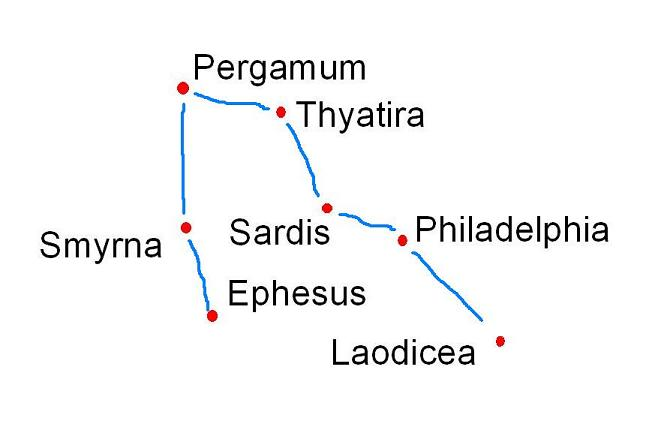 Pergamum
Thyatira
Sardis
Philadelphia
Smyrna
Ephesus
Laodicea